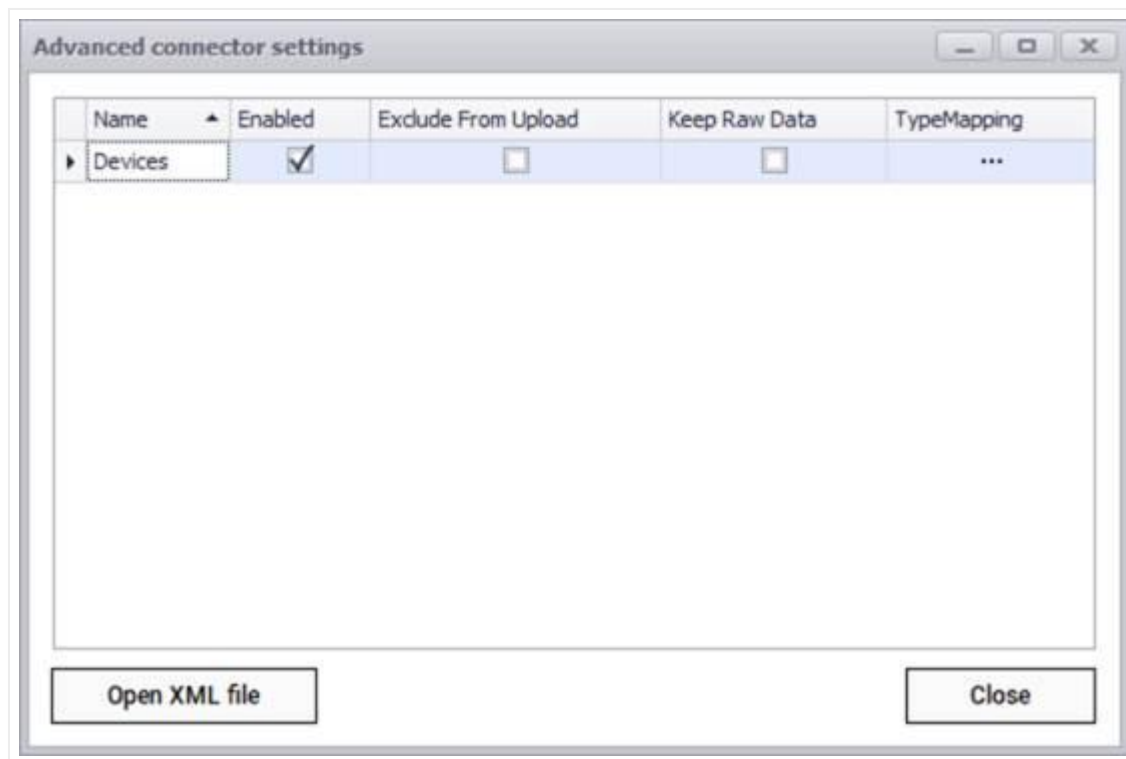 Advanced connector settings
Name Enabled Exclude From Upload Keep Raw Data TypeMapping
Devices ...
Open XML file Close